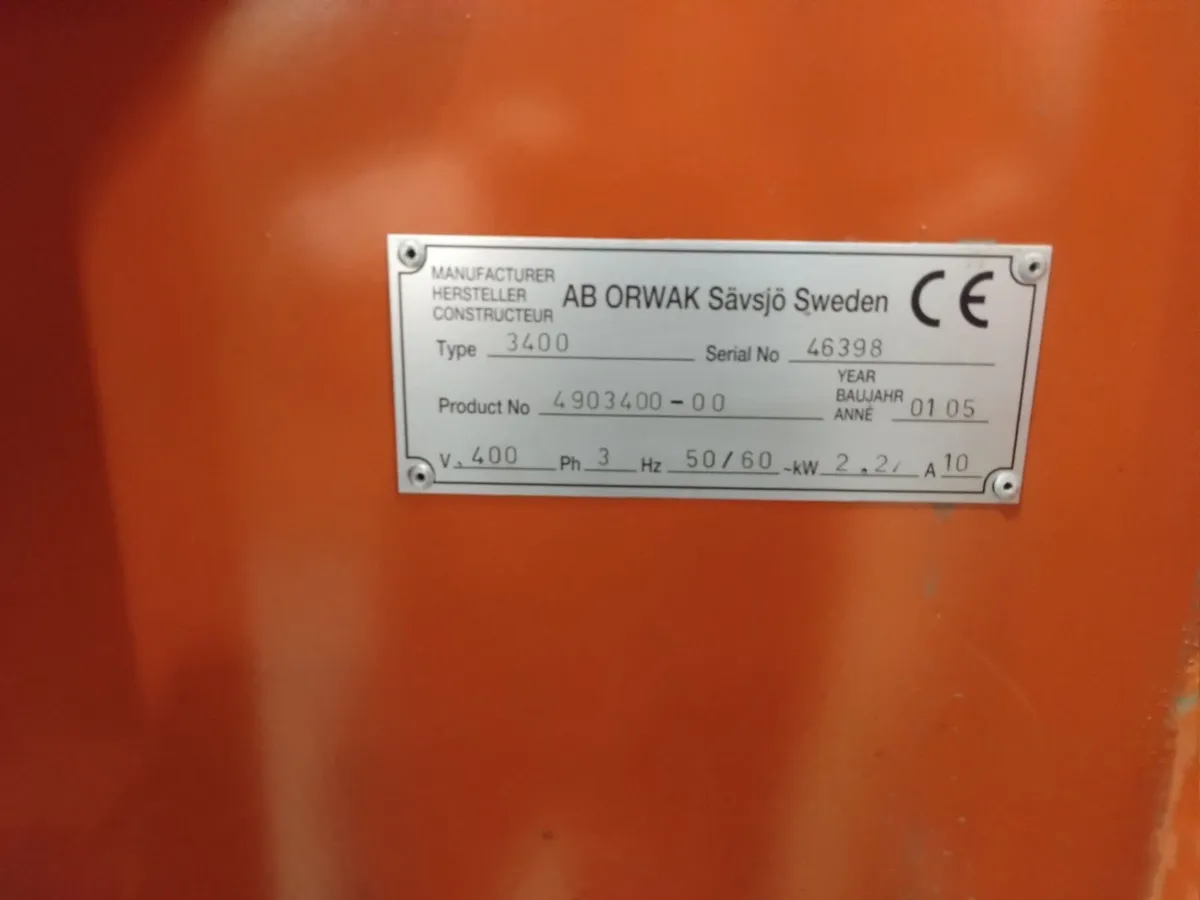 MANUFACTURER
HERSTELLER
CONSTRUCTEUR
AB ORWAK Sävsjö Sweden CE
Type 3400 Serial No 46398
Product No 4903400-00
YEAR
BAUJAHR
ANNÉ
01 05
V 400 Ph 3 Hz 50/60 ~kW 2.2 A 10